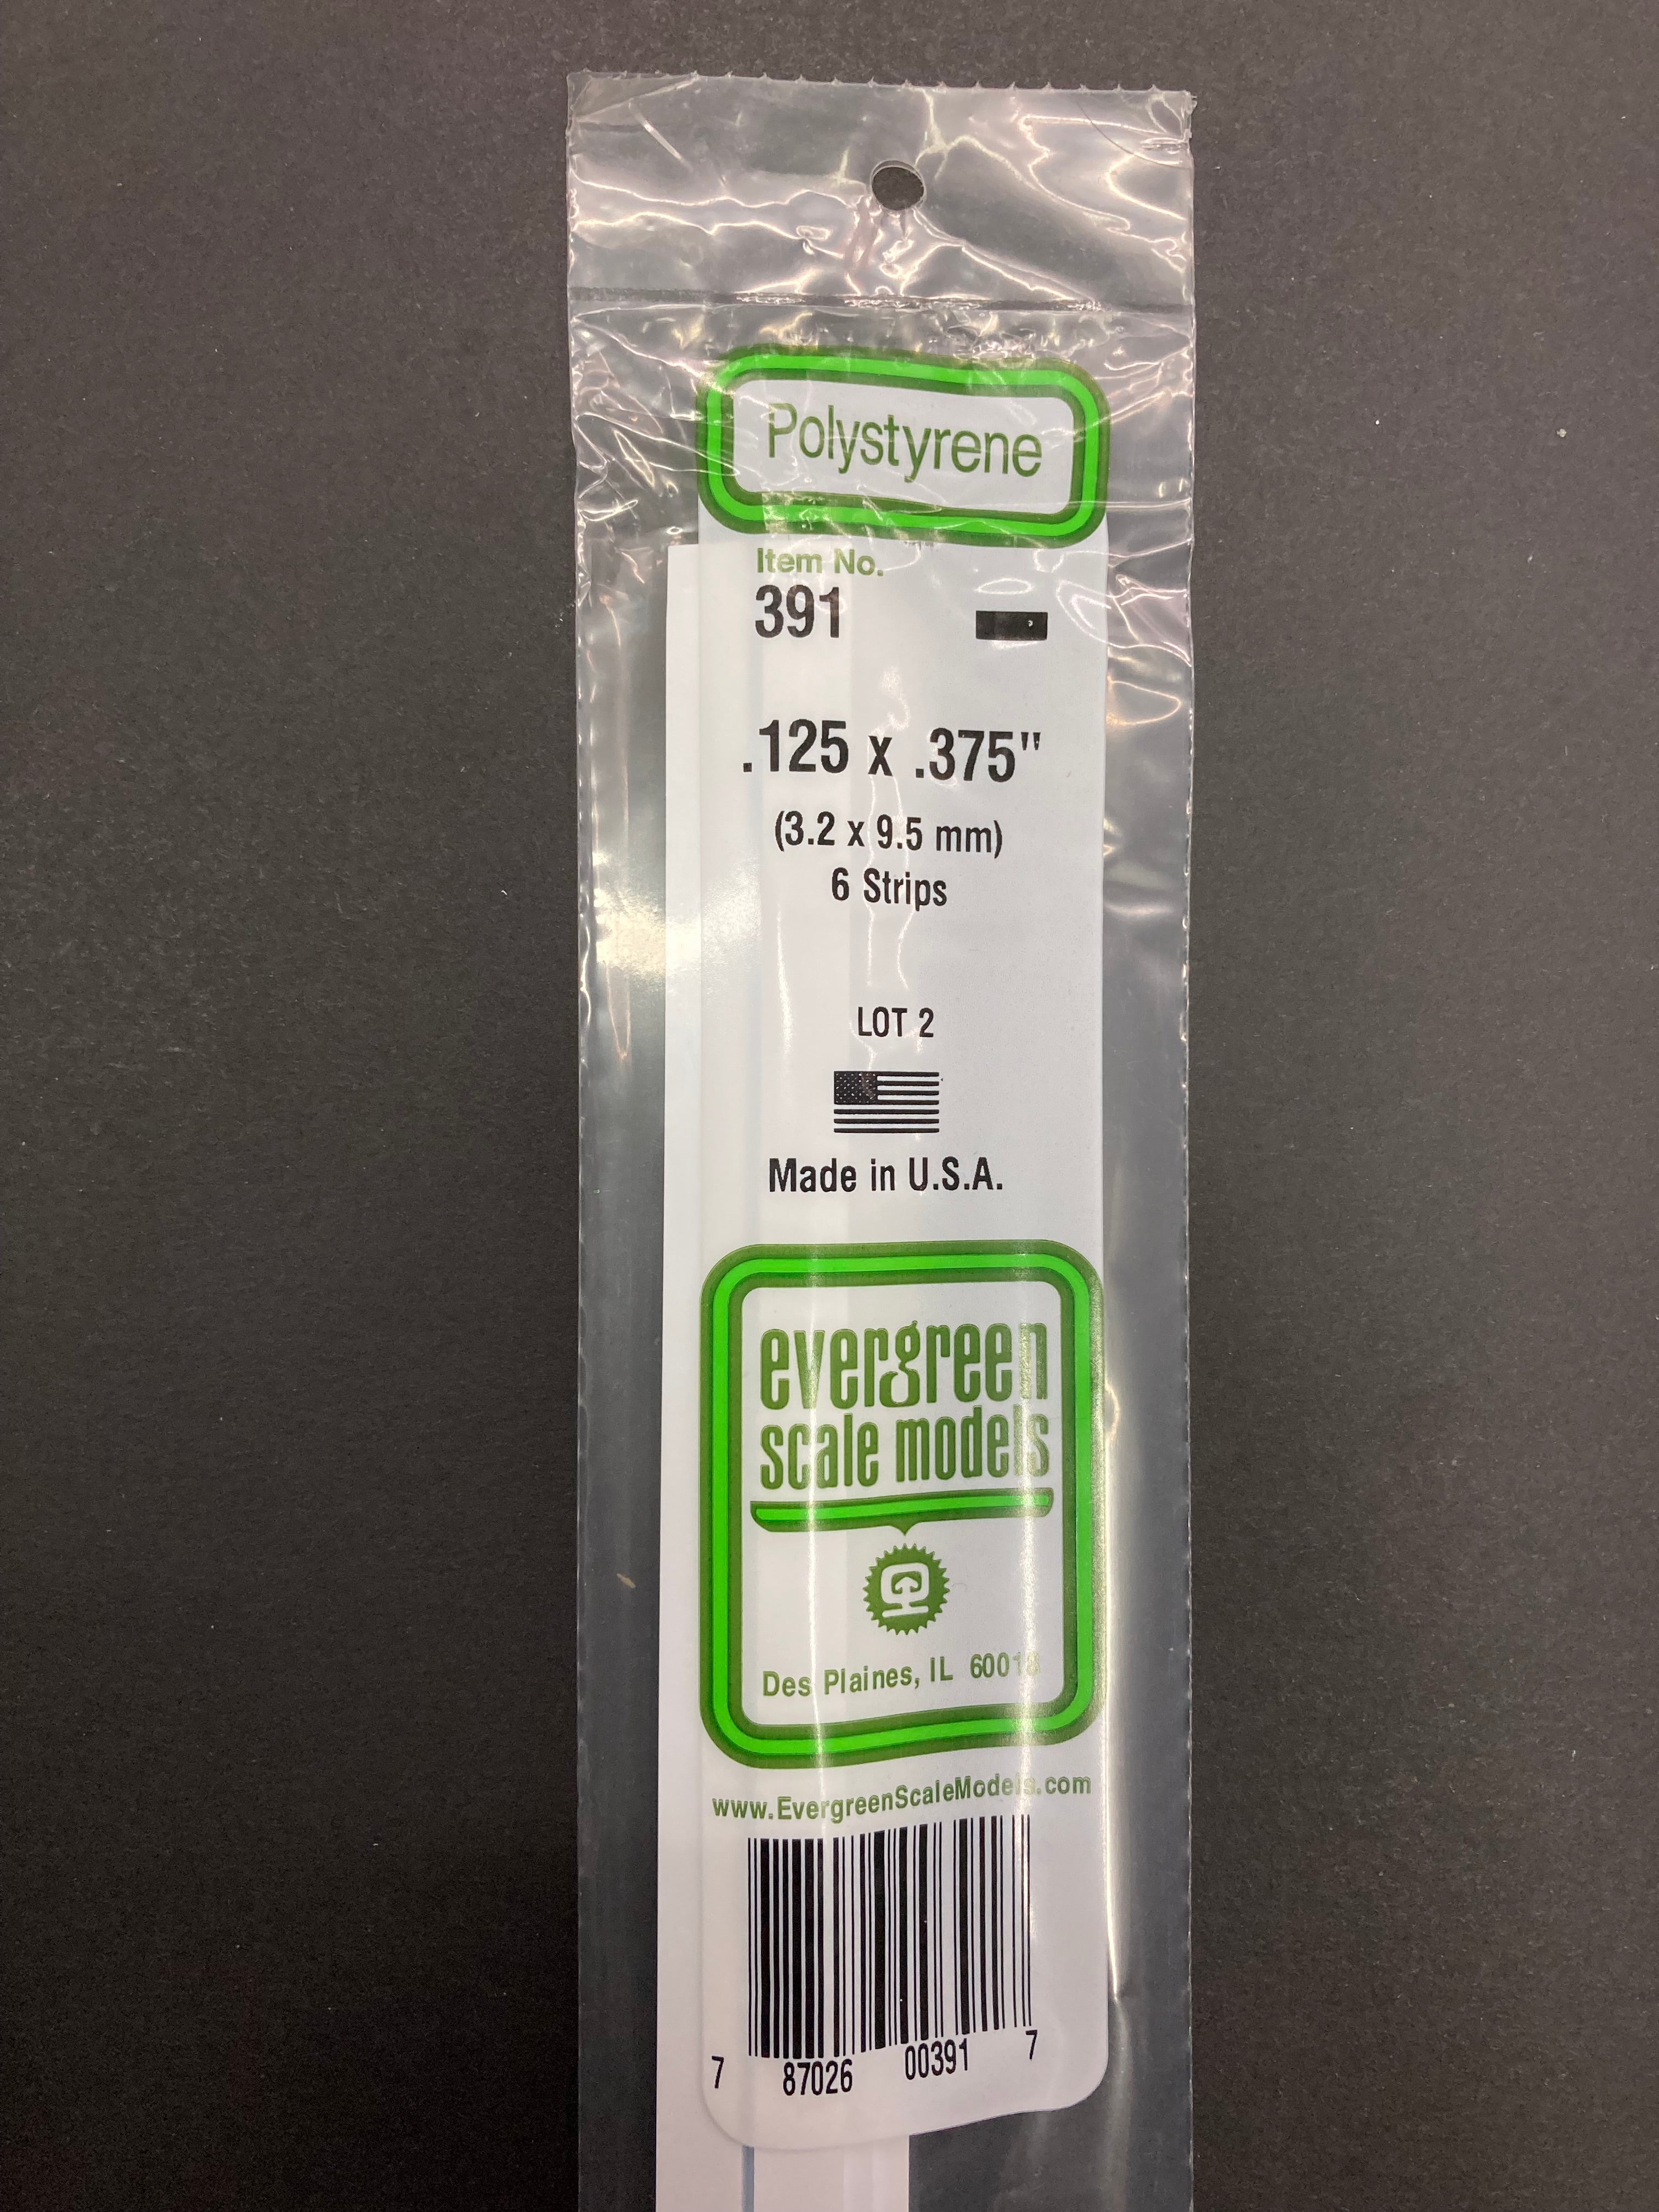 Polystyrene
Item No.
391
.125 x .375"
(3.2 x 9.5 mm)
6 Strips
LOT 2
Made in U.S.A.
evergreen
scale models
Des Plaines, IL 60018
www.EvergreenScaleModels.com
7 87026 00391 7